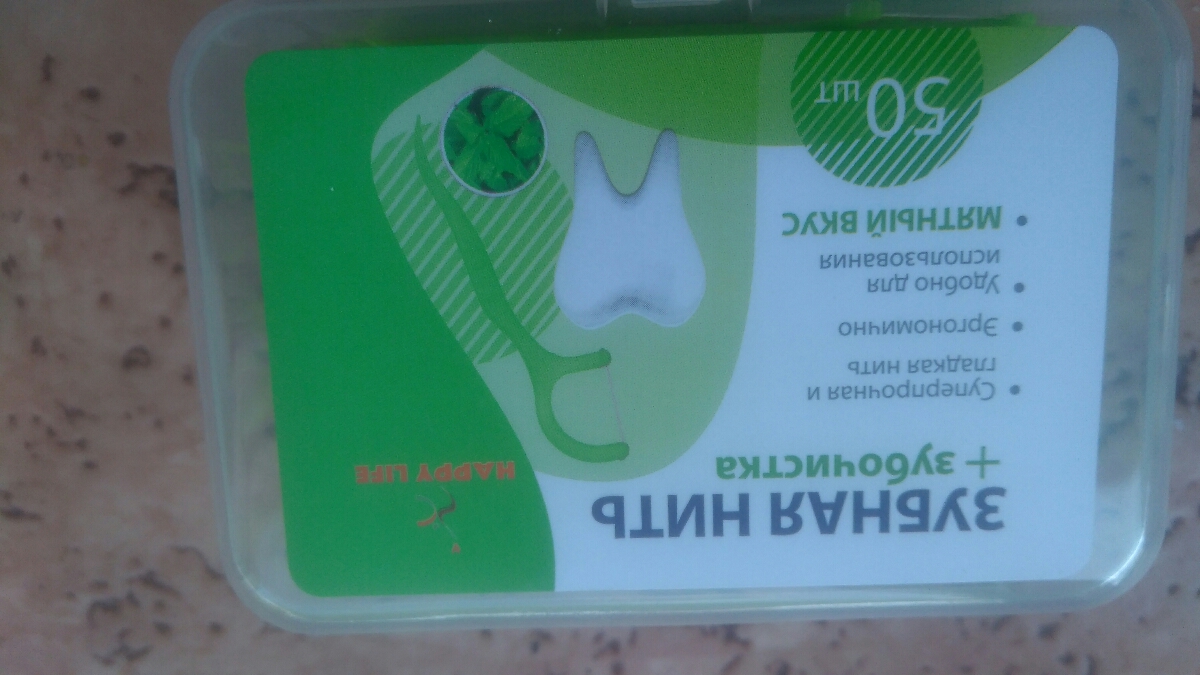 HAPPY LIFE
ЗУБНАЯ НИТЬ
+ зубочистка
• Суперпрочная и
гладкая нить
• Эргономично
• Удобно для
использования
• МЯТНЫЙ ВКУС
50 шт